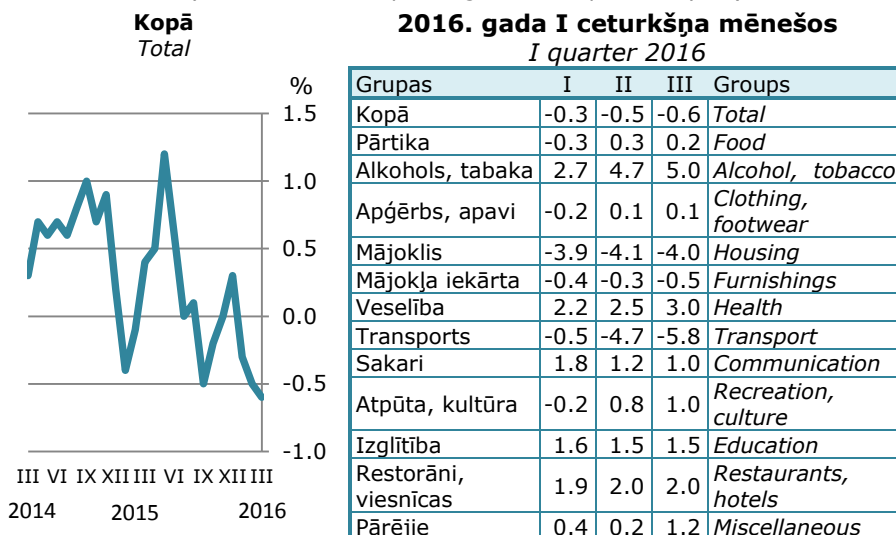 Kopā
Total
%
1.5
1.0
0.5
0.0
-0.5
-1.0
III VI IX XII III VI IX XII III
2014 2015 2016
2016. gada I ceturkšņa mēnešos
I quarter 2016
Grupas I II III Groups
Kopā -0.3 -0.5 -0.6 Total
Pārtika -0.3 0.3 0.2 Food
Alkohols, tabaka 2.7 4.7 5.0 Alcohol, tobacco
Apģērbs, apavi -0.2 0.1 0.1 Clothing,
footwear
Mājoklis -3.9 -4.1 -4.0 Housing
Mājokļa iekārta -0.4 -0.3 -0.5 Furnishings
Veselība 2.2 2.5 3.0 Health
Transports -0.5 -4.7 -5.8 Transport
Sakari 1.8 1.2 1.0 Communication
Atpūta, kultūra -0.2 0.8 1.0 Recreation,
culture
Izglītība 1.6 1.5 1.5 Education
Restorāni,
viesnīcas 1.9 2.0 2.0 Restaurants,
hotels
Pārējie 0.4 0.2 1.2 Miscellaneous